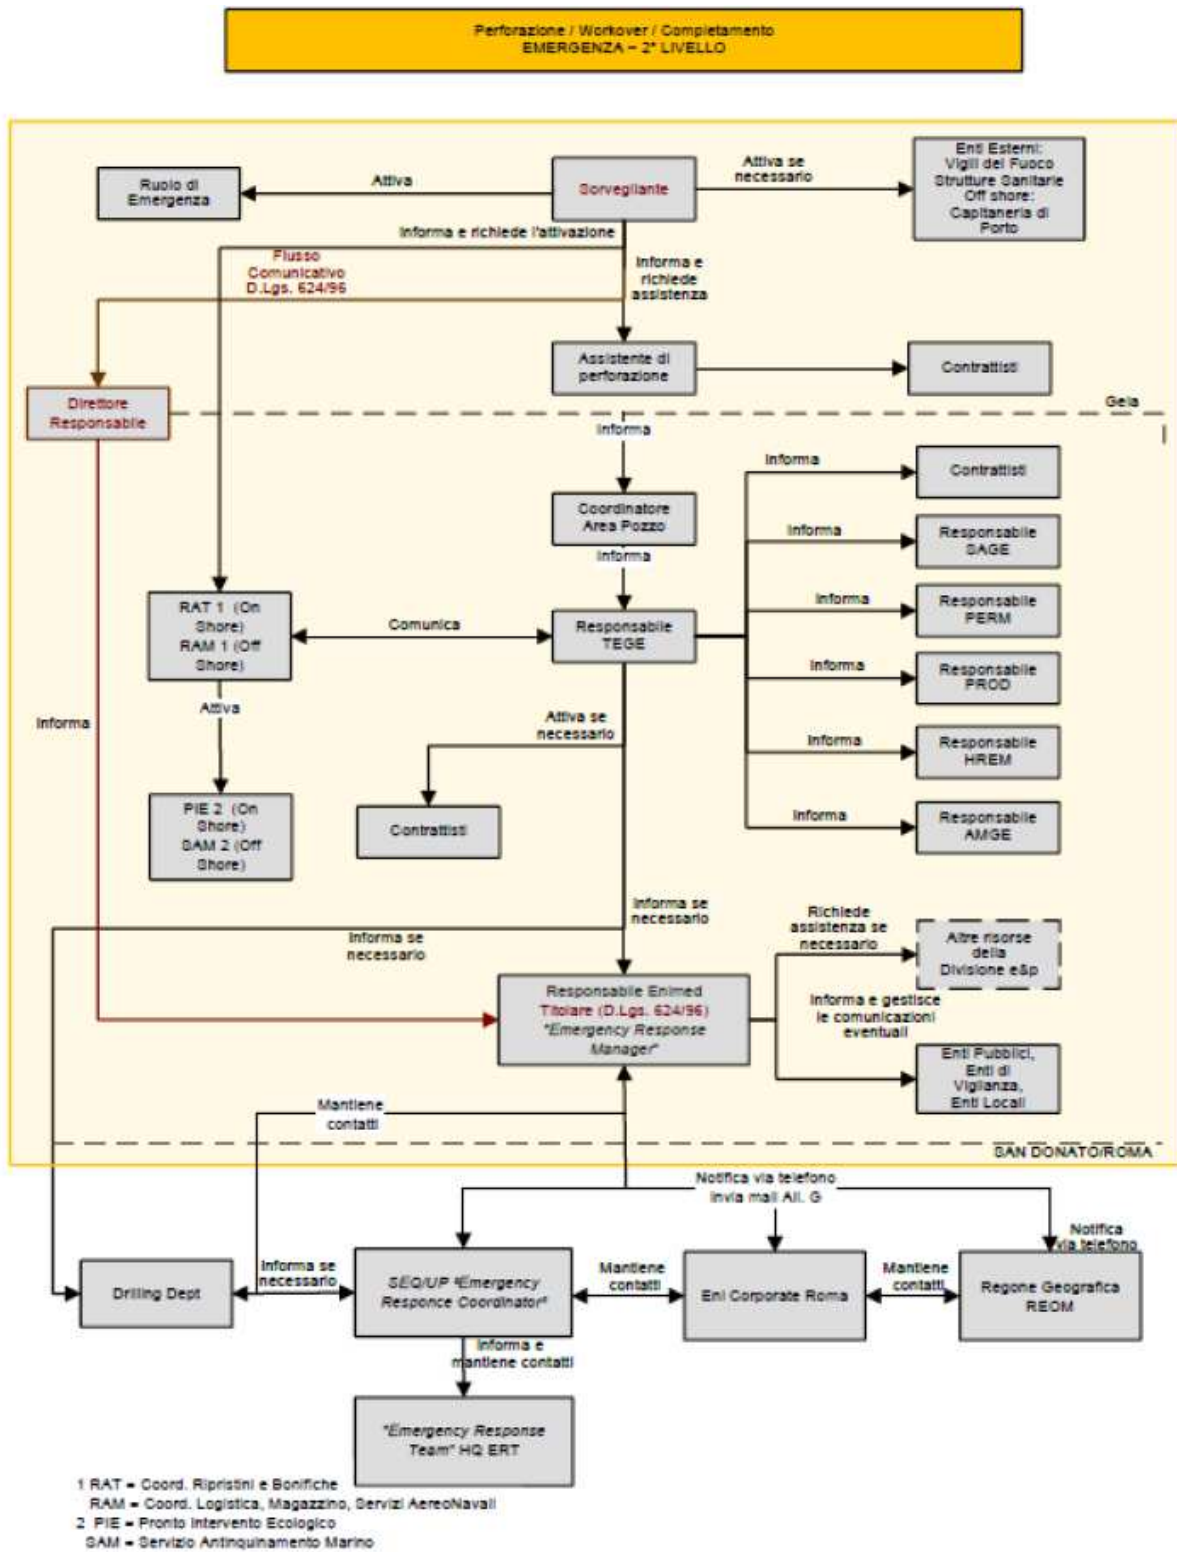 Perforazione / Workover / Completamento
EMERGENZA – 2° LIVELLO
Ruolo di
Emergenza
Attiva
Sorvegliante
Attiva se
necessario
Enti Esterni:
Vigili del Fuoco
Strutture Sanitarie
Off shore:
Capitaneria di
Porto
Informa e richiede l'attivazione
Flusso
Comunicativo
D.Lgs. 624/96
Informa e
richiede
assistenza
Assistente di
perforazione
Contrattisti
Direttore
Responsabile
Gela
Informa
Coordinatore
Area Pozzo
Informa
Informa
Contrattisti
Informa
Responsabile
SAGE
RAT 1 (On
Shore)
RAM 1 (Off
Shore)
Comunica
Responsabile
TEGE
Informa
Responsabile
PERM
Informa
Responsabile
PROD
Attiva
Informa
Attiva se
necessario
Informa
Responsabile
HREM
PIE 2 (On
Shore)
SAM 2 (Off
Shore)
Contrattisti
Informa
Responsabile
AMGE
Informa se
necessario
Informa se
necessario
Richiede
assistenza se
necessario
Altre risorse
della
Divisione e&p
Responsabile Enimed
Titolare (D.Lgs. 624/96)
"Emergency Response
Manager"
Informa e gestisce
le comunicazioni
eventuali
Enti Pubblici,
Enti di
Vigilanza,
Enti Locali
Mantiene
contatti
SAN DONATO/ROMA
Notifica via telefono
Invia mail All. G
Notifica
via telefono
Drilling Dept
Informa se
necessario
SEQ/UP "Emergency
Responce Coordinator"
Mantiene
contatti
Eni Corporate Roma
Mantiene
contatti
Regone Geografica
REOM
Informa e
mantiene contatti
"Emergency Response
Team" HQ ERT
1 RAT = Coord. Ripristini e Bonifiche
RAM = Coord. Logistica, Magazzino, Servizi AereoNavali
2 PIE = Pronto Intervento Ecologico
SAM = Servizio Antinquinamento Marino